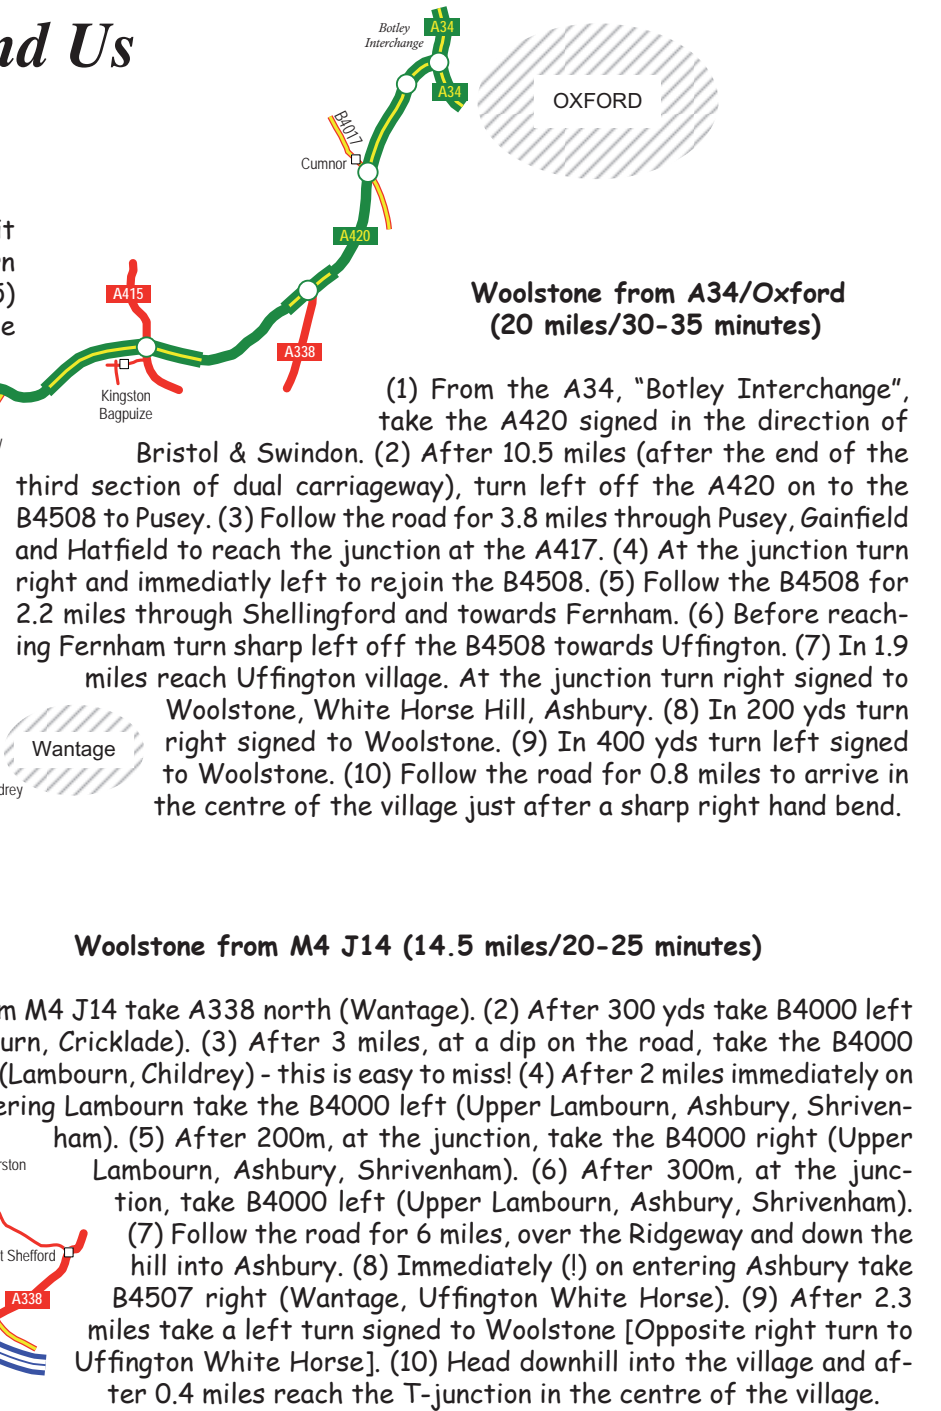 nd Us
Botley
Interchange
A34
A34
OXFORD
B4017
Cumnor
A420
it
n
5)
e
A415
A338
Kingston
Bagpuize
Woolstone from A34/Oxford
(20 miles/30-35 minutes)
(1) From the A34, “Botley Interchange”,
take the A420 signed in the direction of
Bristol & Swindon. (2) After 10.5 miles (after the end of the
third section of dual carriageway), turn left off the A420 on to the
B4508 to Pusey. (3) Follow the road for 3.8 miles through Pusey, Gainfield
and Hatfield to reach the junction at the A417. (4) At the junction turn
right and immediatly left to rejoin the B4508. (5) Follow the B4508 for
2.2 miles through Shellingford and towards Fernham. (6) Before reach-
ing Fernham turn sharp left off the B4508 towards Uffington. (7) In 1.9
miles reach Uffington village. At the junction turn right signed to
Woolstone, White Horse Hill, Ashbury. (8) In 200 yds turn
right signed to Woolstone. (9) In 400 yds turn left signed
to Woolstone. (10) Follow the road for 0.8 miles to arrive in
the centre of the village just after a sharp right hand bend.
Wantage
drey
Woolstone from M4 J14 (14.5 miles/20-25 minutes)
m M4 J14 take A338 north (Wantage). (2) After 300 yds take B4000 left
urn, Cricklade). (3) After 3 miles, at a dip on the road, take the B4000
(Lambourn, Childrey) - this is easy to miss! (4) After 2 miles immediately on
ering Lambourn take the B4000 left (Upper Lambourn, Ashbury, Shriven-
ham). (5) After 200m, at the junction, take the B4000 right (Upper
Lambourn, Ashbury, Shrivenham). (6) After 300m, at the junc-
tion, take B4000 left (Upper Lambourn, Ashbury, Shrivenham).
(7) Follow the road for 6 miles, over the Ridgeway and down the
hill into Ashbury. (8) Immediately (!) on entering Ashbury take
B4507 right (Wantage, Uffington White Horse). (9) After 2.3
miles take a left turn signed to Woolstone [Opposite right turn to
Uffington White Horse]. (10) Head downhill into the village and af-
ter 0.4 miles reach the T-junction in the centre of the village.
rston
t Shefford
A338